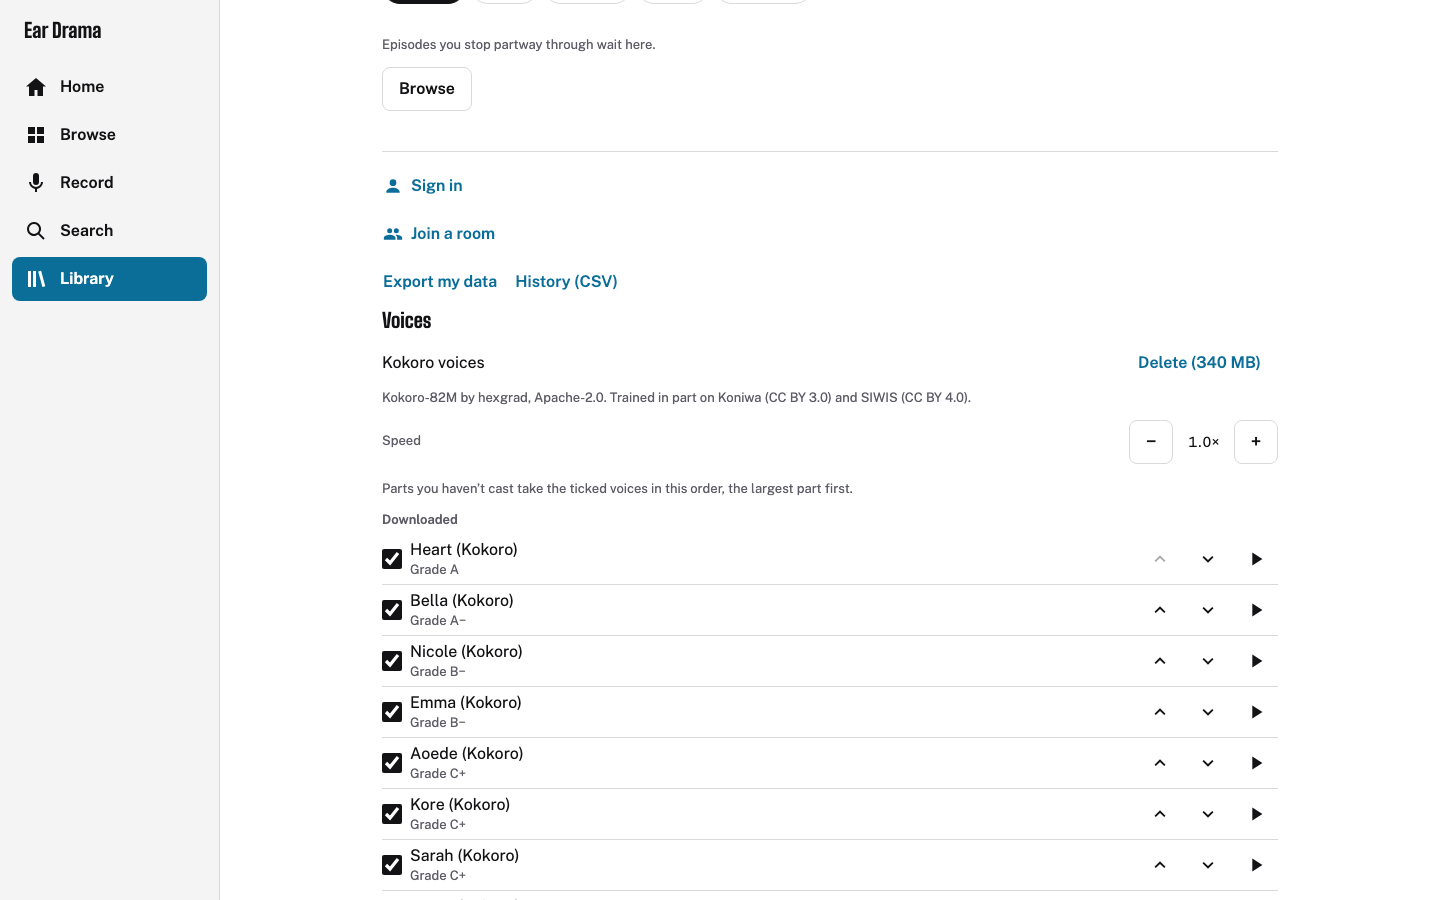 Ear Drama
Home
Browse
Record
Search
Library
Episodes you stop partway through wait here.
Browse
Sign in
Join a room
Export my data History (CSV)
Voices
Kokoro voices Delete (340 MB)
Kokoro-82M by hexgrad, Apache-2.0. Trained in part on Koniwa (CC BY 3.0) and SIWIS (CC BY 4.0).
Speed − 1.0× +
Parts you haven't cast take the ticked voices in this order, the largest part first.
Downloaded
Heart (Kokoro)
Grade A
Bella (Kokoro)
Grade A−
Nicole (Kokoro)
Grade B−
Emma (Kokoro)
Grade B−
Aoede (Kokoro)
Grade C+
Kore (Kokoro)
Grade C+
Sarah (Kokoro)
Grade C+